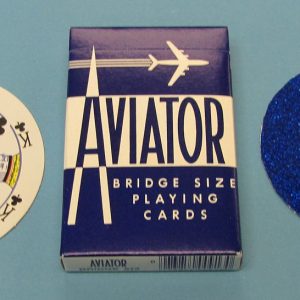 AVIATOR
BRIDGE SIZE
PLAYING
CARDS
AVIATOR
K
K